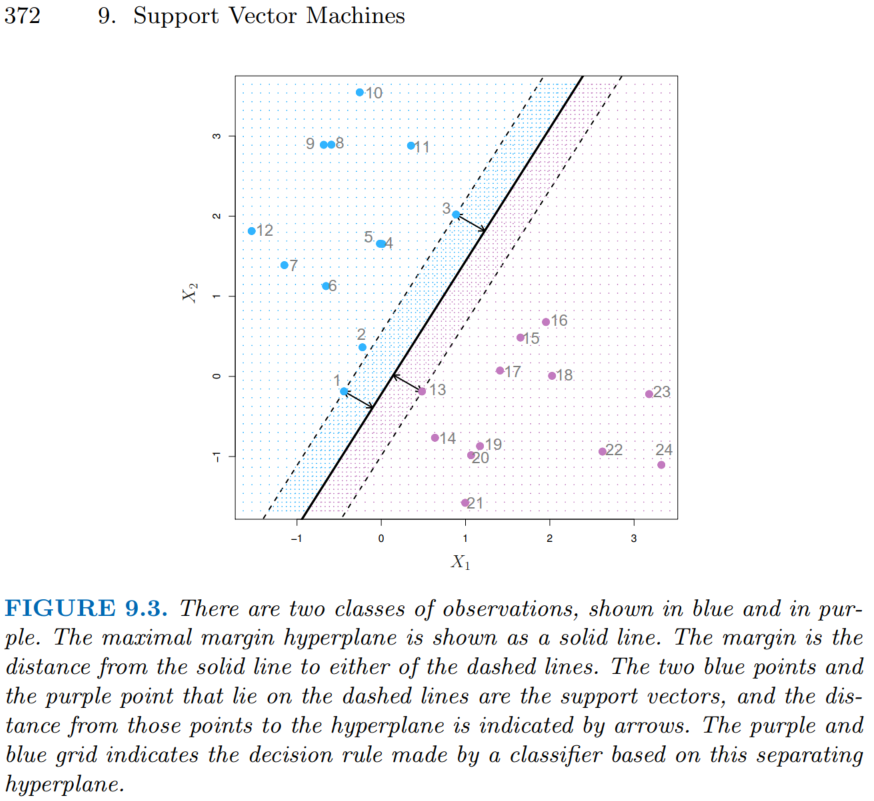 372 9. Support Vector Machines
10
9 8
11
3
12
5 4
7
6
2
1
13
16
15
17 18
23
14
19
20
22 24
21
3
2
1
0
−1
X₂
−1 0 1 2 3
X₁
FIGURE 9.3. There are two classes of observations, shown in blue and in pur-
ple. The maximal margin hyperplane is shown as a solid line. The margin is the
distance from the solid line to either of the dashed lines. The two blue points and
the purple point that lie on the dashed lines are the support vectors, and the dis-
tance from those points to the hyperplane is indicated by arrows. The purple and
blue grid indicates the decision rule made by a classifier based on this separating
hyperplane.